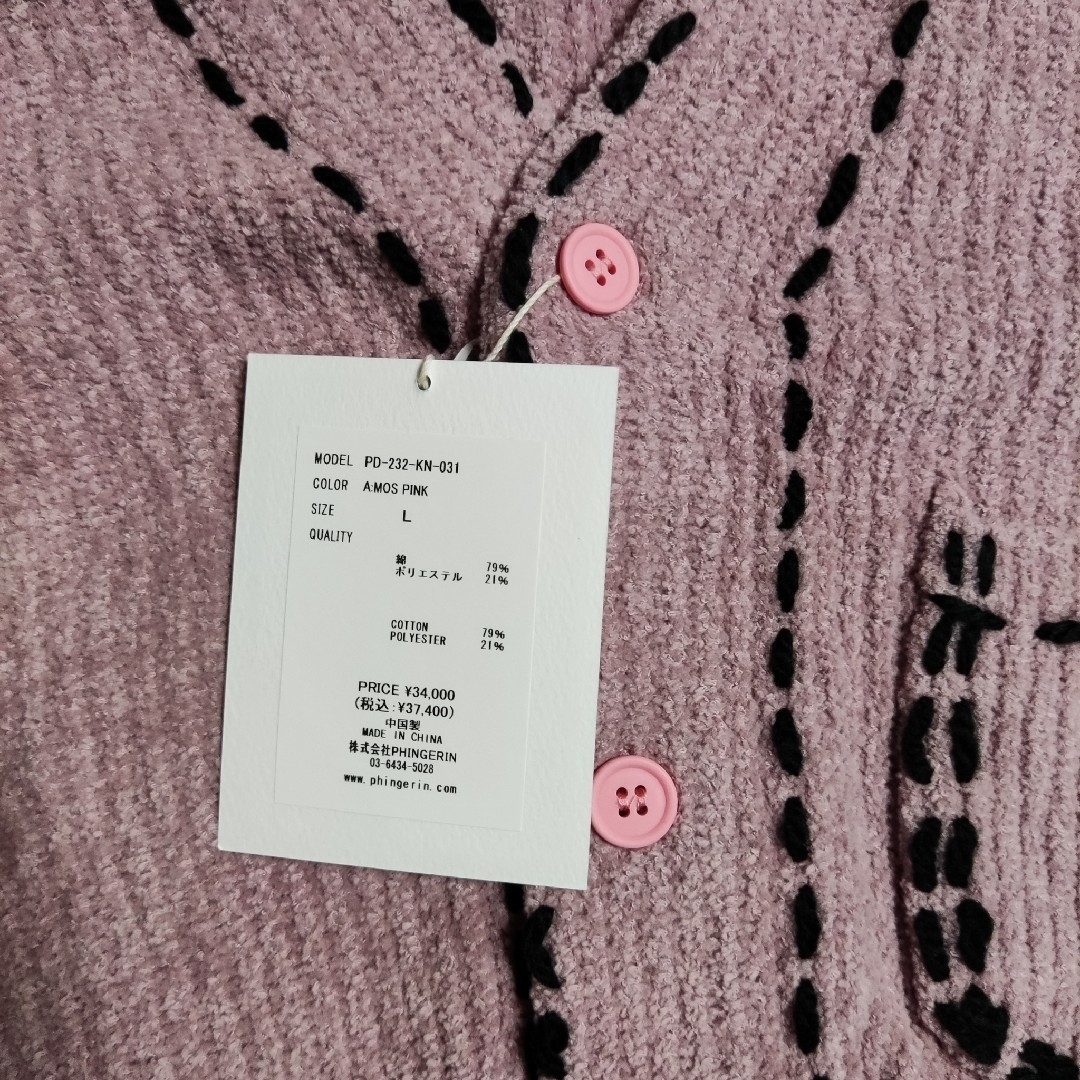 MODEL PD-232-KN-031
COLOR A:MOS PINK
SIZE L
QUALITY
綿 79%
ポリエステル 21%
COTTON 79%
POLYESTER 21%
PRICE ¥34,000
(税込:¥37,400)
中国製
MADE IN CHINA
株式会社PHINGERIN
03-6434-5028
www.phingerin.com